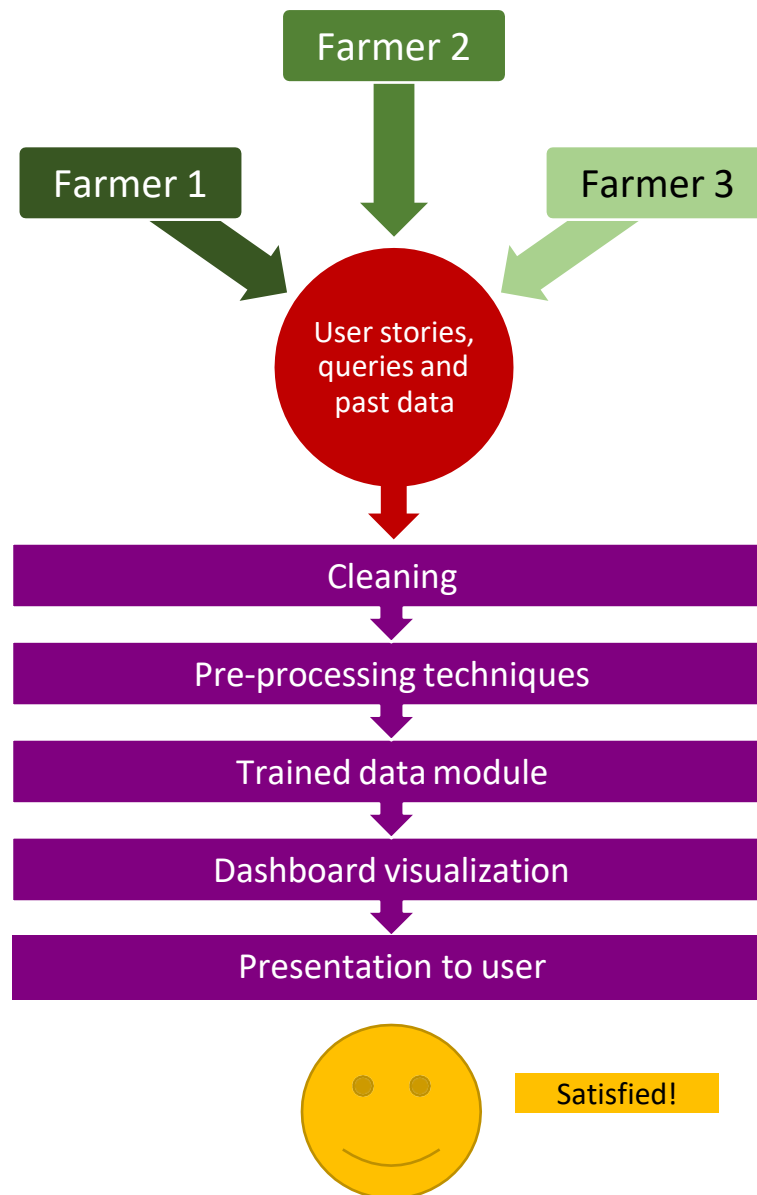 Farmer 2
Farmer 1
Farmer 3
User stories,
queries and
past data
Cleaning
Pre-processing techniques
Trained data module
Dashboard visualization
Presentation to user
Satisfied!